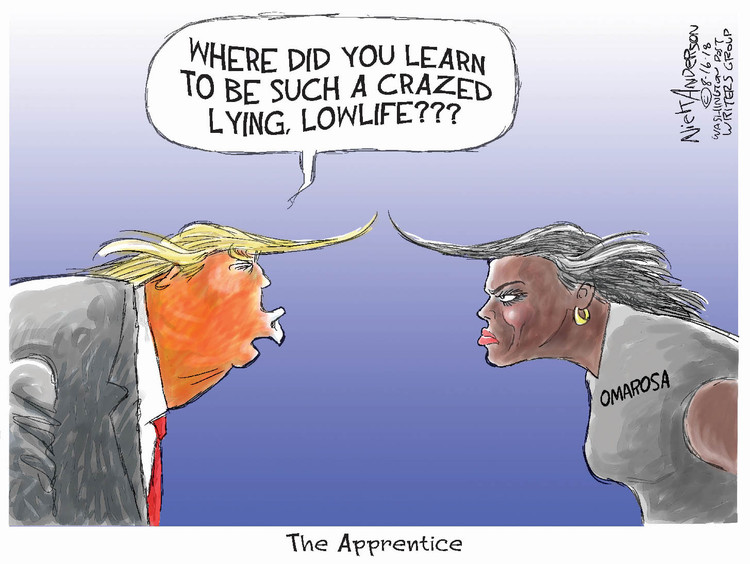 WHERE DID YOU LEARN
TO BE SUCH A CRAZED
LYING, LOWLIFE???
NICK ANDERSON
©8-16-18
WASHINGTON POST
WRITERS GROUP
OMAROSA
The Apprentice